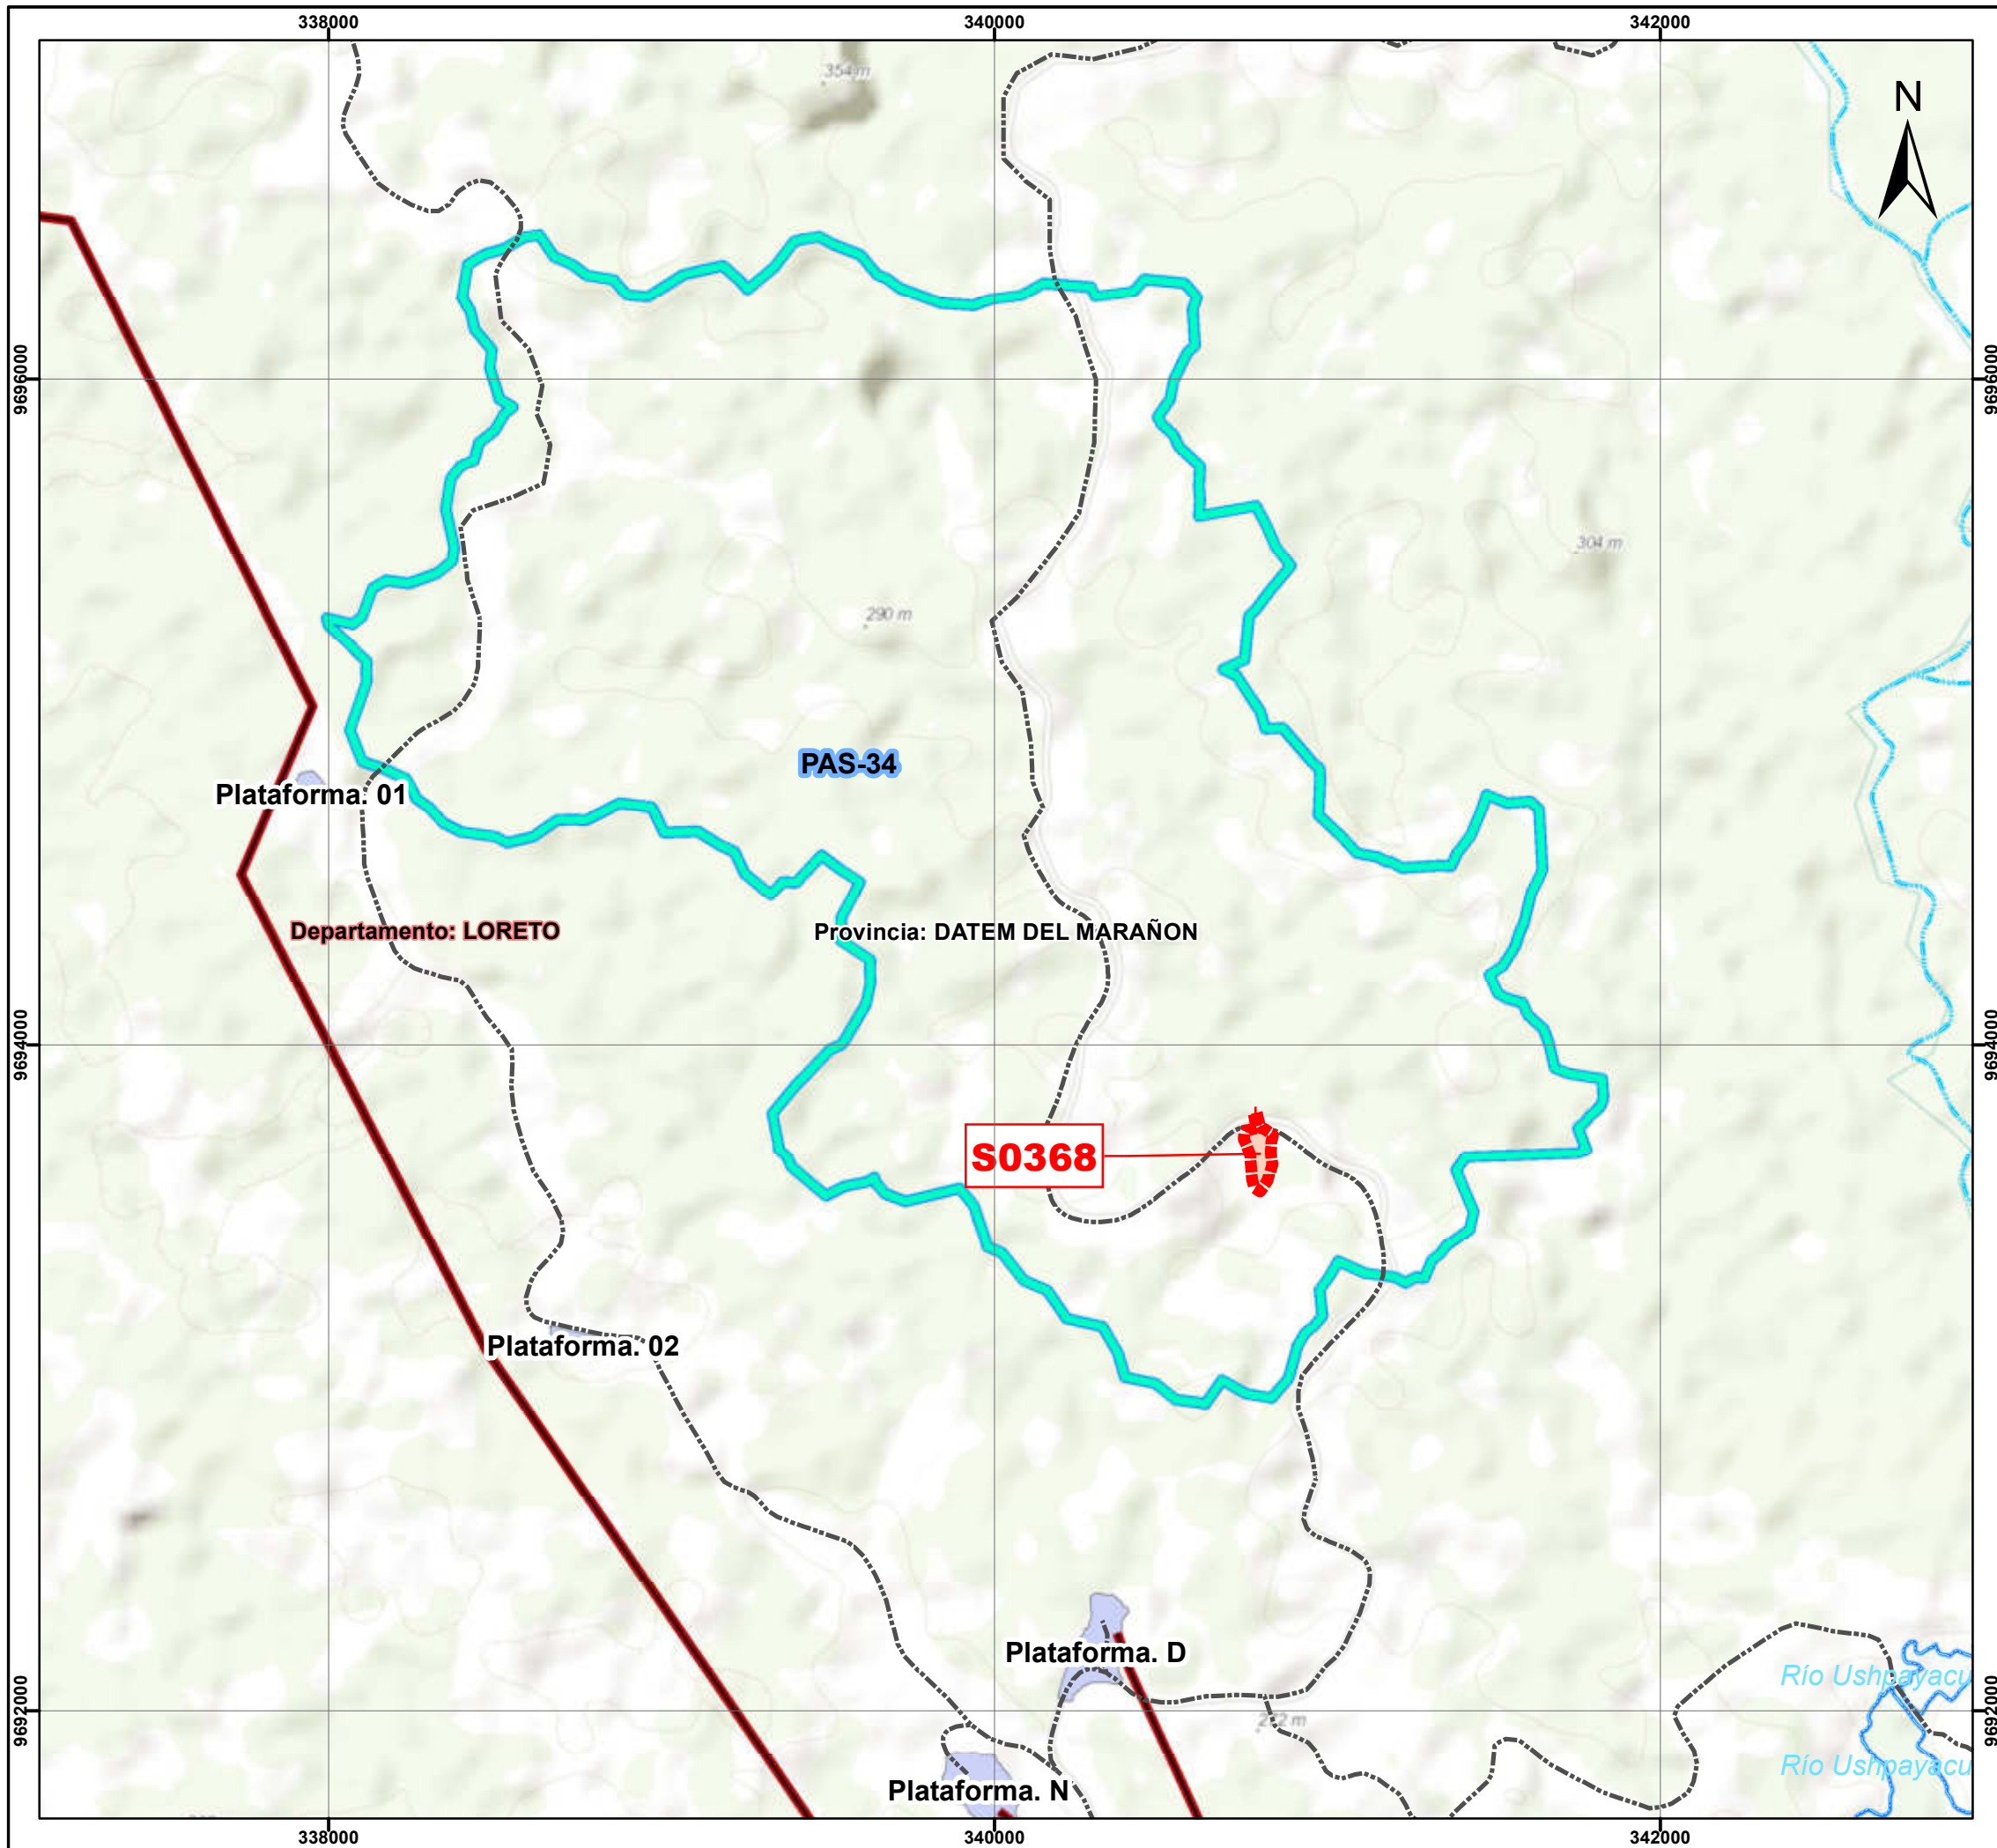 338000
340000
342000
N
354 m
9696000
9696000
304 m
290 m
PAS-34
Plataforma. 01
Departamento: LORETO
Provincia: DATEM DEL MARAÑON
9694000
9694000
S0368
Plataforma. 02
Plataforma. D
Río Ushpayacu
9692000
9692000
272 m
Río Ushpayacu
Plataforma. N
338000
340000
342000